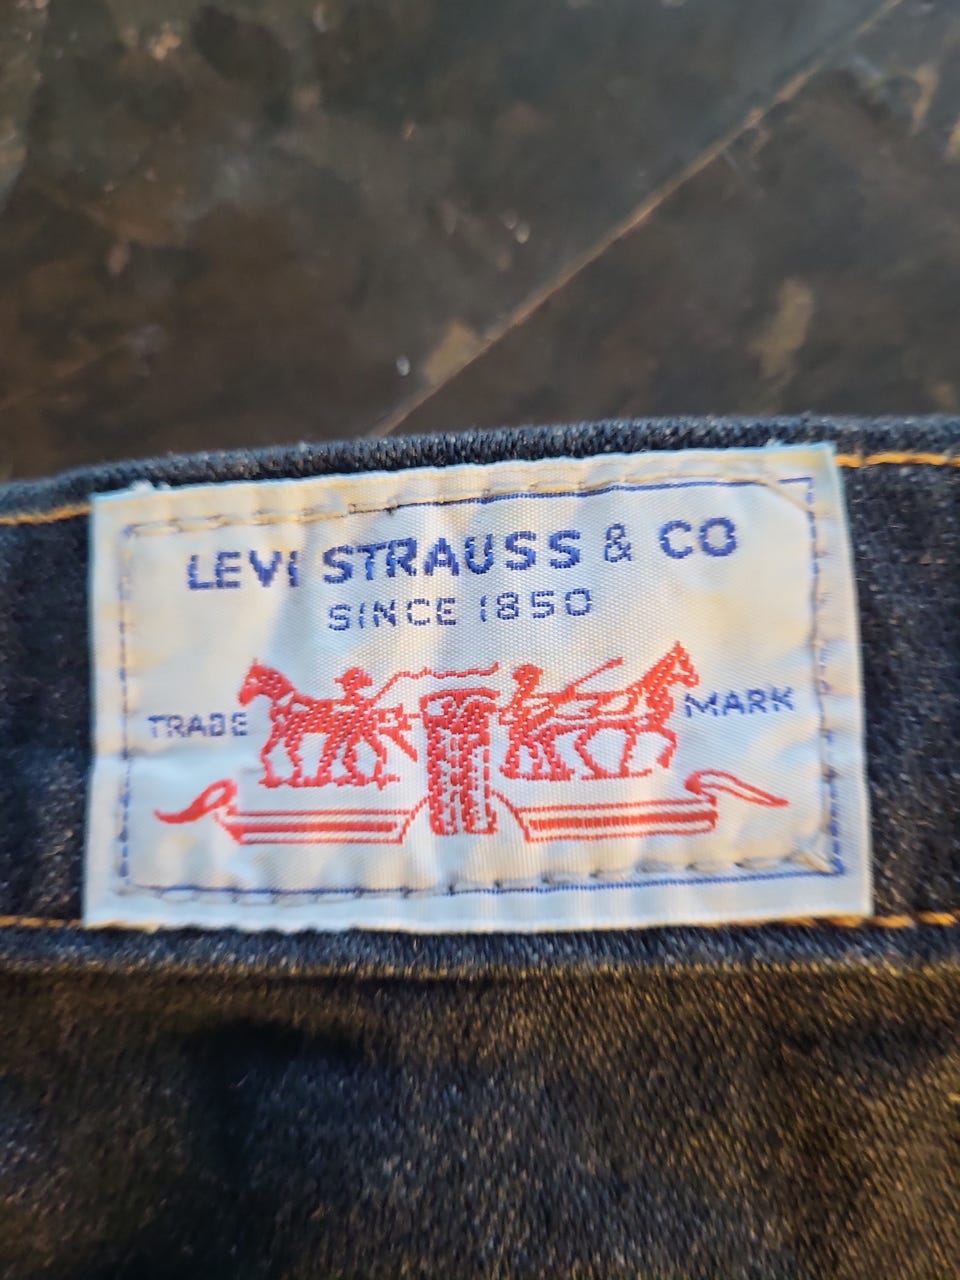 LEVI STRAUSS & CO
SINCE 1850
TRADE MARK